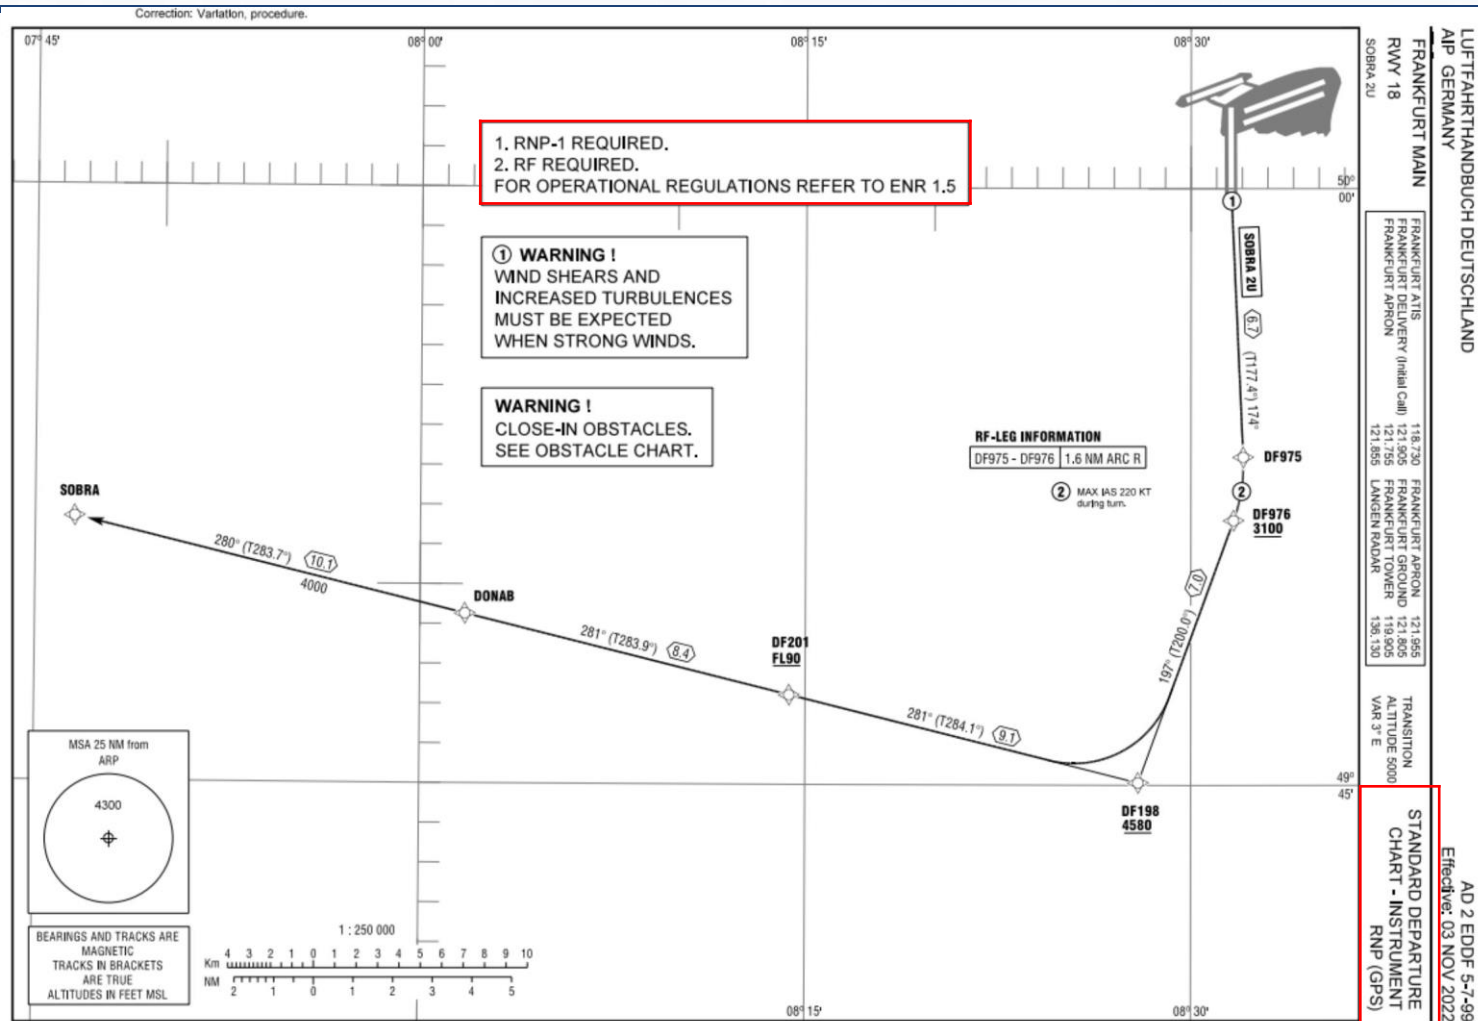 Correction: Variation, procedure.
LUFTFAHRTHANDBUCH DEUTSCHLAND
AIP GERMANY
AD 2 EDDF 5-7-99
Effective: 03 NOV 2022
FRANKFURT MAIN
RWY 18
SOBRA 2U
FRANKFURT ATIS 118.730
FRANKFURT DELIVERY (Initial Call) 121.905
FRANKFURT APRON 121.755
121.855
FRANKFURT APRON 121.955
FRANKFURT GROUND 121.805
FRANKFURT TOWER 119.905
LANGEN RADAR 136.130
TRANSITION
ALTITUDE 5000
VAR 3° E
STANDARD DEPARTURE
CHART - INSTRUMENT
RNP (GPS)
07° 45'
08° 00'
08° 15'
08° 30'
1. RNP-1 REQUIRED.
2. RF REQUIRED.
FOR OPERATIONAL REGULATIONS REFER TO ENR 1.5
50°
00'
1
① WARNING !
WIND SHEARS AND
INCREASED TURBULENCES
MUST BE EXPECTED
WHEN STRONG WINDS.
SOBRA 2U
6.7
(T177.4°) 174°
WARNING !
CLOSE-IN OBSTACLES.
SEE OBSTACLE CHART.
RF-LEG INFORMATION
DF975 - DF976 1.6 NM ARC R
② MAX IAS 220 KT
during turn.
DF975
2
DF976
3100
SOBRA
280° (T283.7°) 10.1
4000
DONAB
281° (T283.9°) 8.4
DF201
FL90
281° (T284.1°) 9.1
197° (T200.0°) 7.0
DF198
4580
49°
45'
MSA 25 NM from
ARP
4300
BEARINGS AND TRACKS ARE
MAGNETIC
TRACKS IN BRACKETS
ARE TRUE
ALTITUDES IN FEET MSL
1 : 250 000
Km 4 3 2 1 0 1 2 3 4 5 6 7 8 9 10
NM 2 1 0 1 2 3 4 5
08° 15'
08° 30'